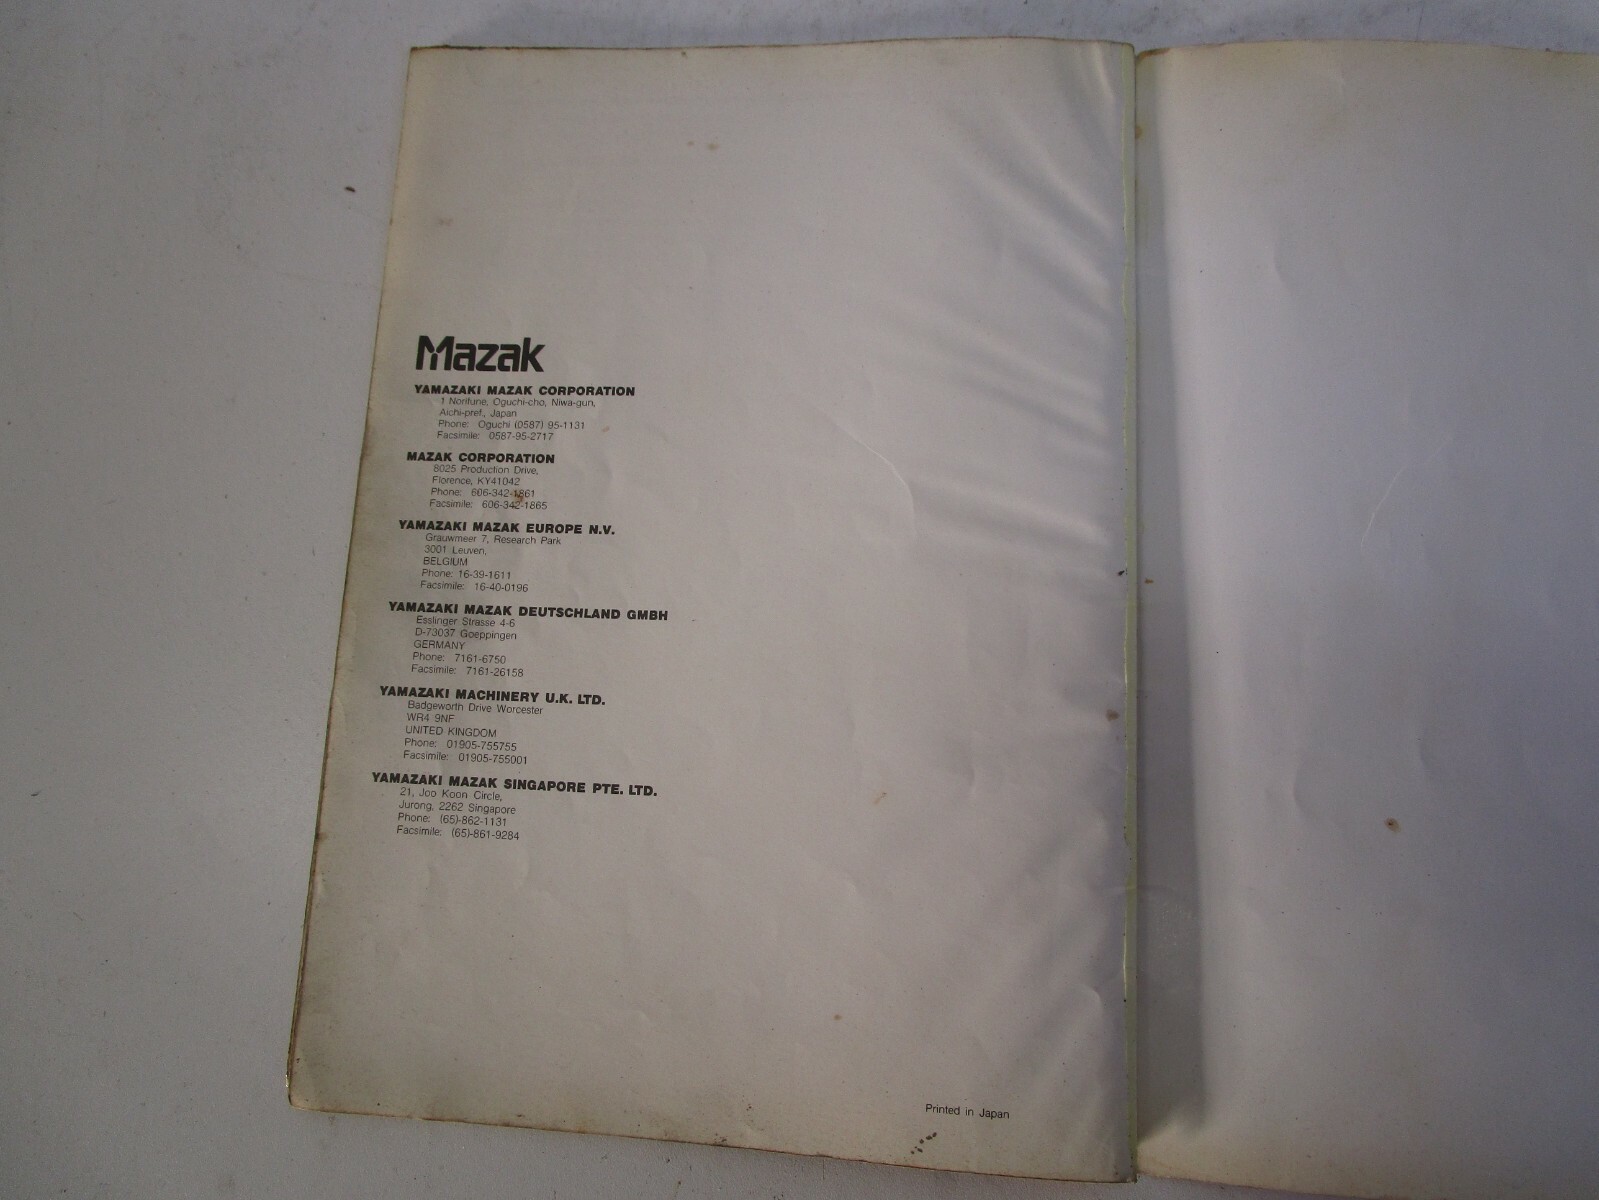 Mazak
YAMAZAKI MAZAK CORPORATION
1 Norifune, Oguchi-cho, Niwa-gun,
Aichi-pref., Japan
Phone: Oguchi (0587) 95-1131
Facsimile: 0587-95-2717
MAZAK CORPORATION
8025 Production Drive,
Florence, KY41042
Phone: 606-342-1861
Facsimile: 606-342-1865
YAMAZAKI MAZAK EUROPE N.V.
Grauwmeer 7, Research Park
3001 Leuven,
BELGIUM
Phone: 16-39-1611
Facsimile: 16-40-0196
YAMAZAKI MAZAK DEUTSCHLAND GMBH
Esslinger Strasse 4-6
D-73037 Goeppingen
GERMANY
Phone: 7161-6750
Facsimile: 7161-26158
YAMAZAKI MACHINERY U.K. LTD.
Badgeworth Drive Worcester
WR4 9NF
UNITED KINGDOM
Phone: 01905-755755
Facsimile: 01905-755001
YAMAZAKI MAZAK SINGAPORE PTE. LTD.
21, Joo Koon Circle,
Jurong, 2262 Singapore
Phone: (65)-862-1131
Facsimile: (65)-861-9284
Printed in Japan